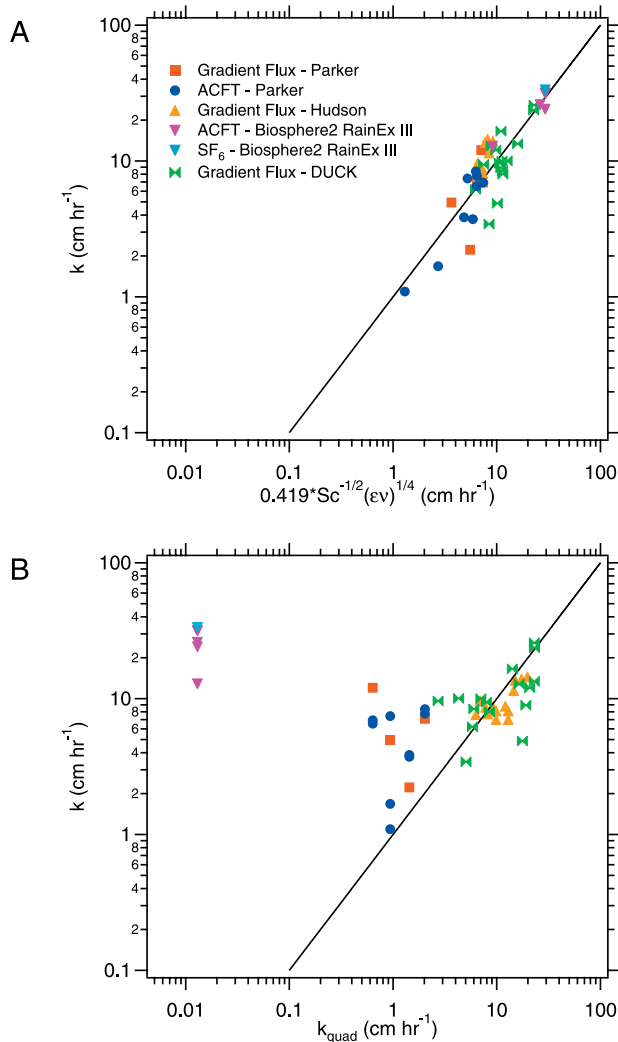 A
100
8
6
4
2
10
8
6
4
2
1
8
6
4
2
0.1
k (cm hr⁻¹)
Gradient Flux - Parker
ACFT - Parker
Gradient Flux - Hudson
ACFT - Biosphere2 RainEx III
SF₆ - Biosphere2 RainEx III
Gradient Flux - DUCK
0.01 0.1 1 10 100
0.419*Sc⁻¹/²(εν)¹/⁴ (cm hr⁻¹)
B
100
8
6
4
2
10
8
6
4
2
1
8
6
4
2
0.1
k (cm hr⁻¹)
0.01 0.1 1 10 100
kquad (cm hr⁻¹)